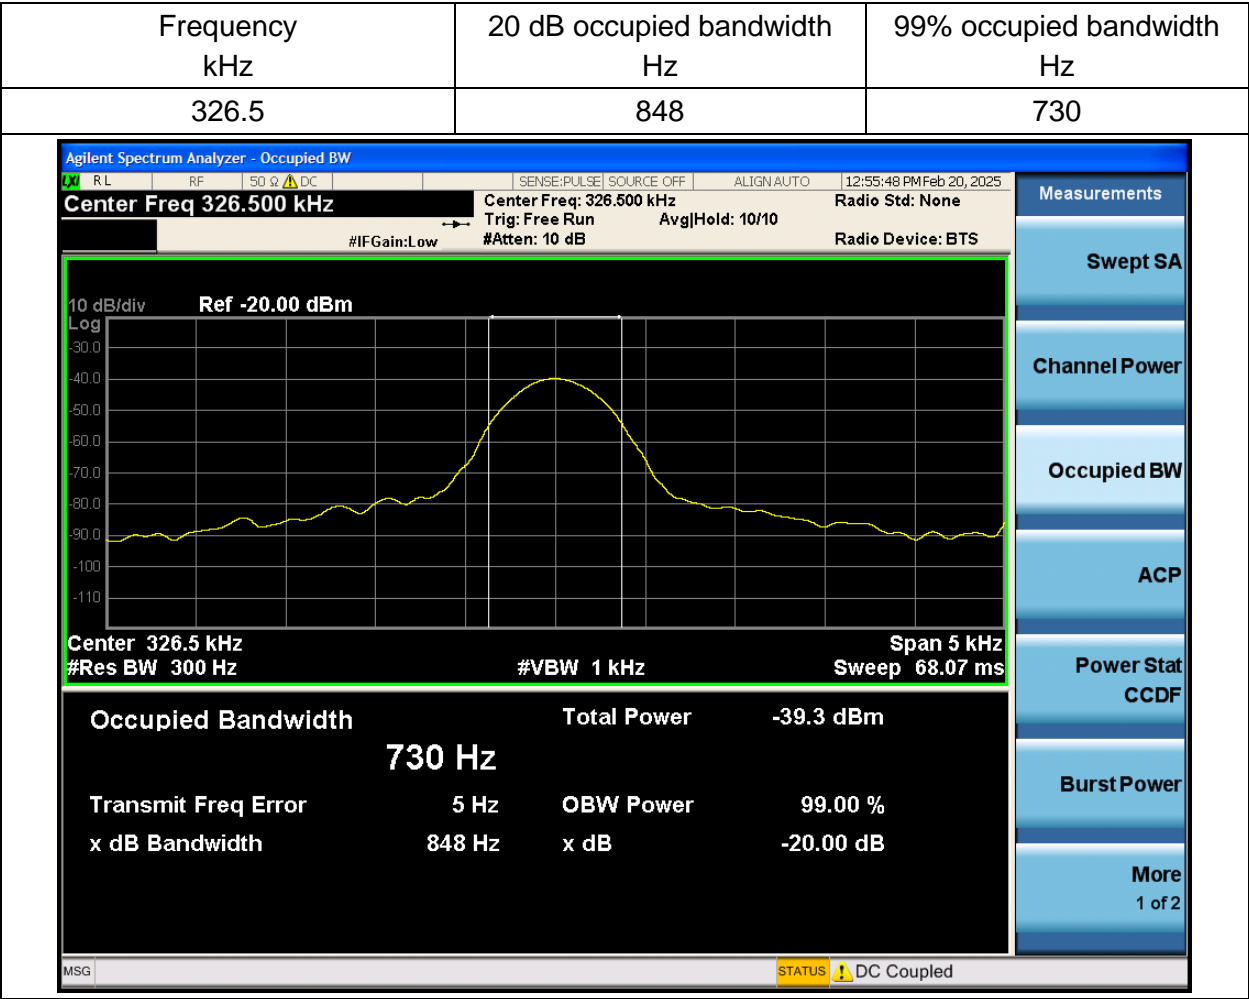 Frequency
kHz
20 dB occupied bandwidth
Hz
99% occupied bandwidth
Hz
326.5
848
730
Agilent Spectrum Analyzer - Occupied BW
LXI RL RF 50 Ω DC SENSE:PULSE SOURCE OFF ALIGN AUTO 12:55:48 PM Feb 20, 2025
Center Freq 326.500 kHz
Center Freq: 326.500 kHz
Radio Std: None
Trig: Free Run
Avg|Hold: 10/10
#IFGain:Low
#Atten: 10 dB
Radio Device: BTS
10 dB/div
Ref -20.00 dBm
Log
-30.0
-40.0
-50.0
-60.0
-70.0
-80.0
-90.0
-100
-110
Center 326.5 kHz
Span 5 kHz
#Res BW 300 Hz
#VBW 1 kHz
Sweep 68.07 ms
Occupied Bandwidth
730 Hz
Total Power -39.3 dBm
Transmit Freq Error 5 Hz
OBW Power 99.00 %
x dB Bandwidth 848 Hz
x dB -20.00 dB
Measurements
Swept SA
Channel Power
Occupied BW
ACP
Power Stat
CCDF
Burst Power
More
1 of 2
MSG
STATUS
DC Coupled